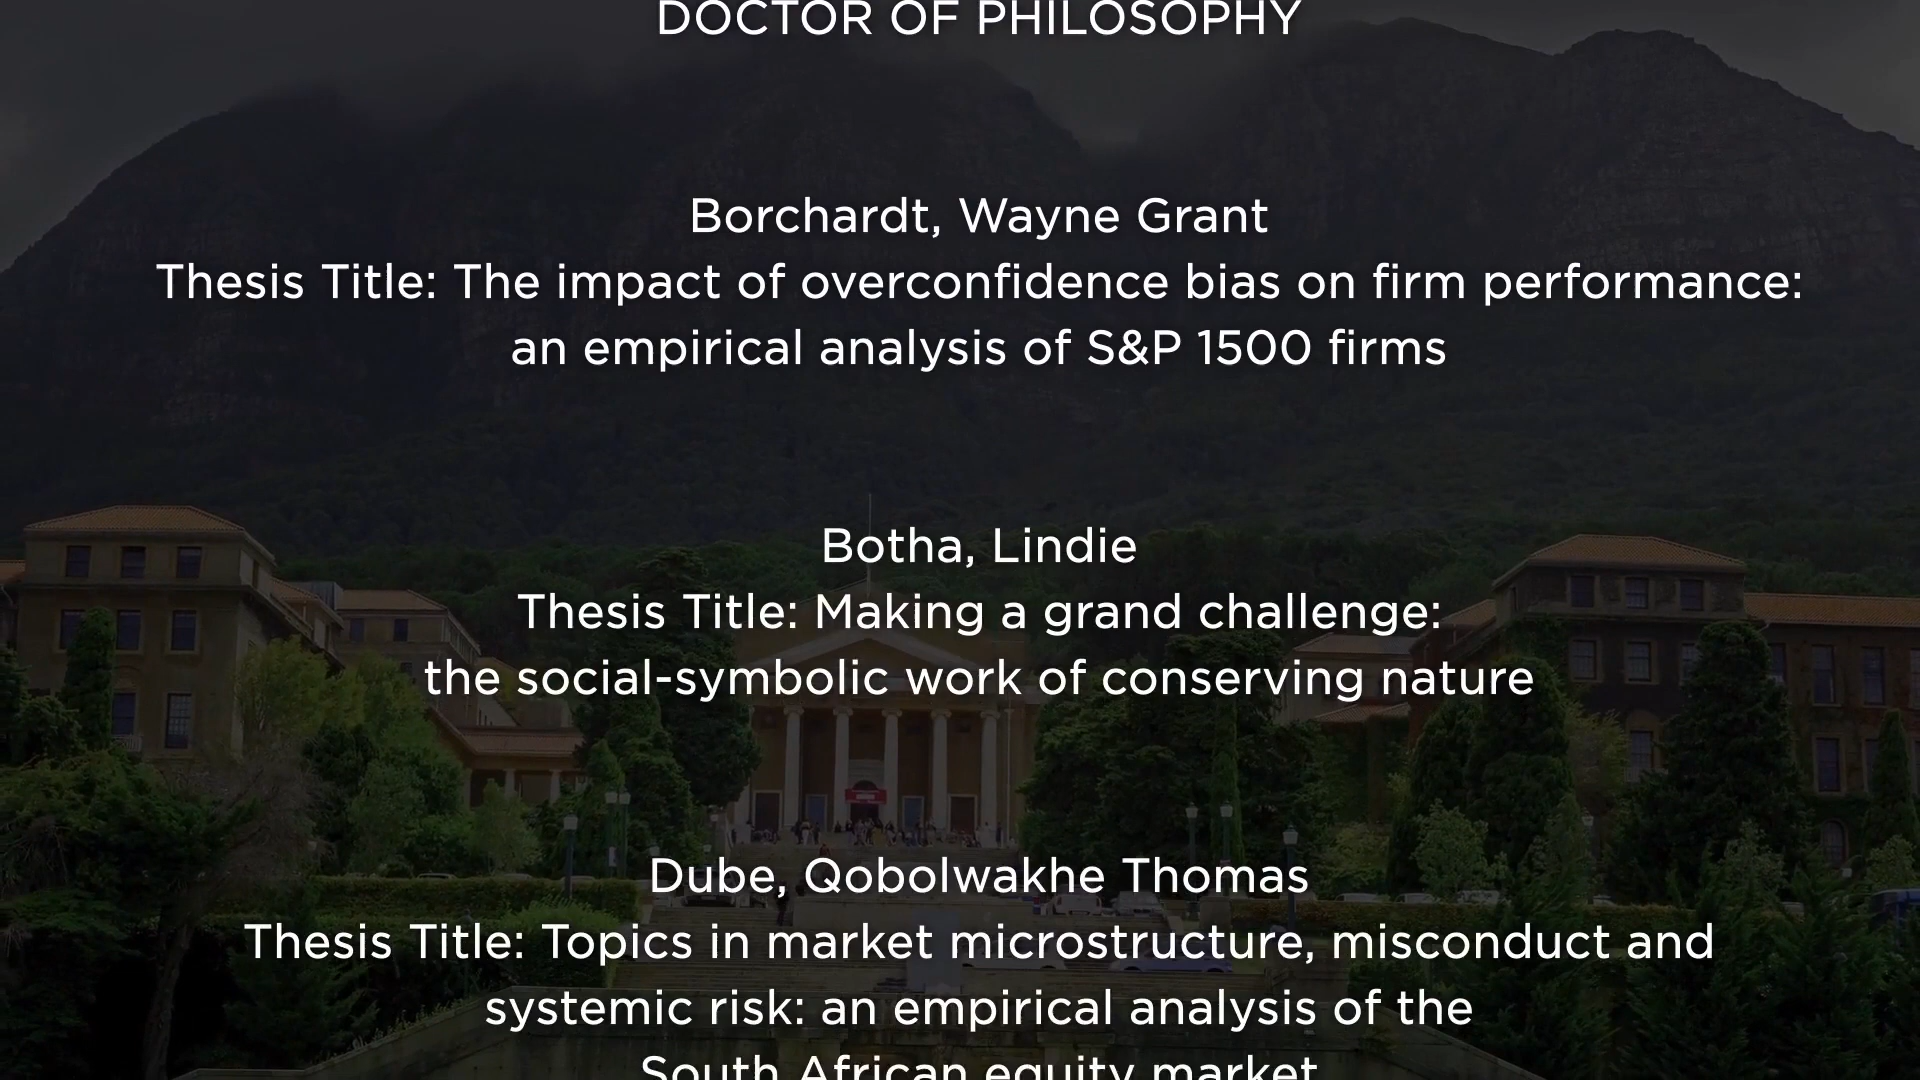 DOCTOR OF PHILOSOPHY
Borchardt, Wayne Grant
Thesis Title: The impact of overconfidence bias on firm performance:
an empirical analysis of S&P 1500 firms
Botha, Lindie
Thesis Title: Making a grand challenge:
the social-symbolic work of conserving nature
Dube, Qobolwakhe Thomas
Thesis Title: Topics in market microstructure, misconduct and
systemic risk: an empirical analysis of the
South African equity market